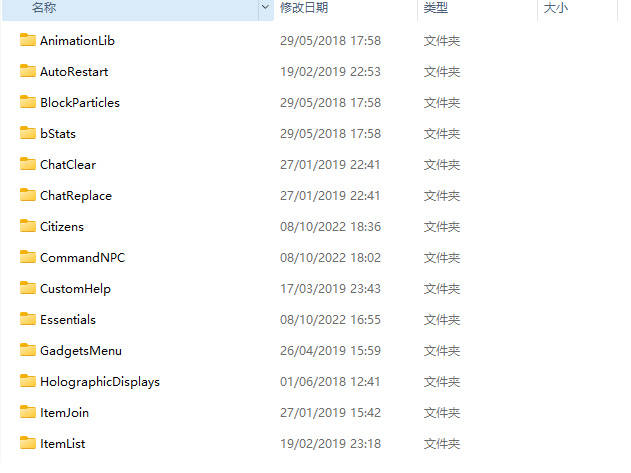 名称 修改日期 类型 大小
AnimationLib 29/05/2018 17:58 文件夹
AutoRestart 19/02/2019 22:53 文件夹
BlockParticles 29/05/2018 17:58 文件夹
bStats 29/05/2018 17:58 文件夹
ChatClear 27/01/2019 22:41 文件夹
ChatReplace 27/01/2019 22:41 文件夹
Citizens 08/10/2022 18:36 文件夹
CommandNPC 08/10/2022 18:02 文件夹
CustomHelp 17/03/2019 23:43 文件夹
Essentials 08/10/2022 16:55 文件夹
GadgetsMenu 26/04/2019 15:59 文件夹
HolographicDisplays 01/06/2018 12:41 文件夹
ItemJoin 27/01/2019 15:42 文件夹
ItemList 19/02/2019 23:18 文件夹